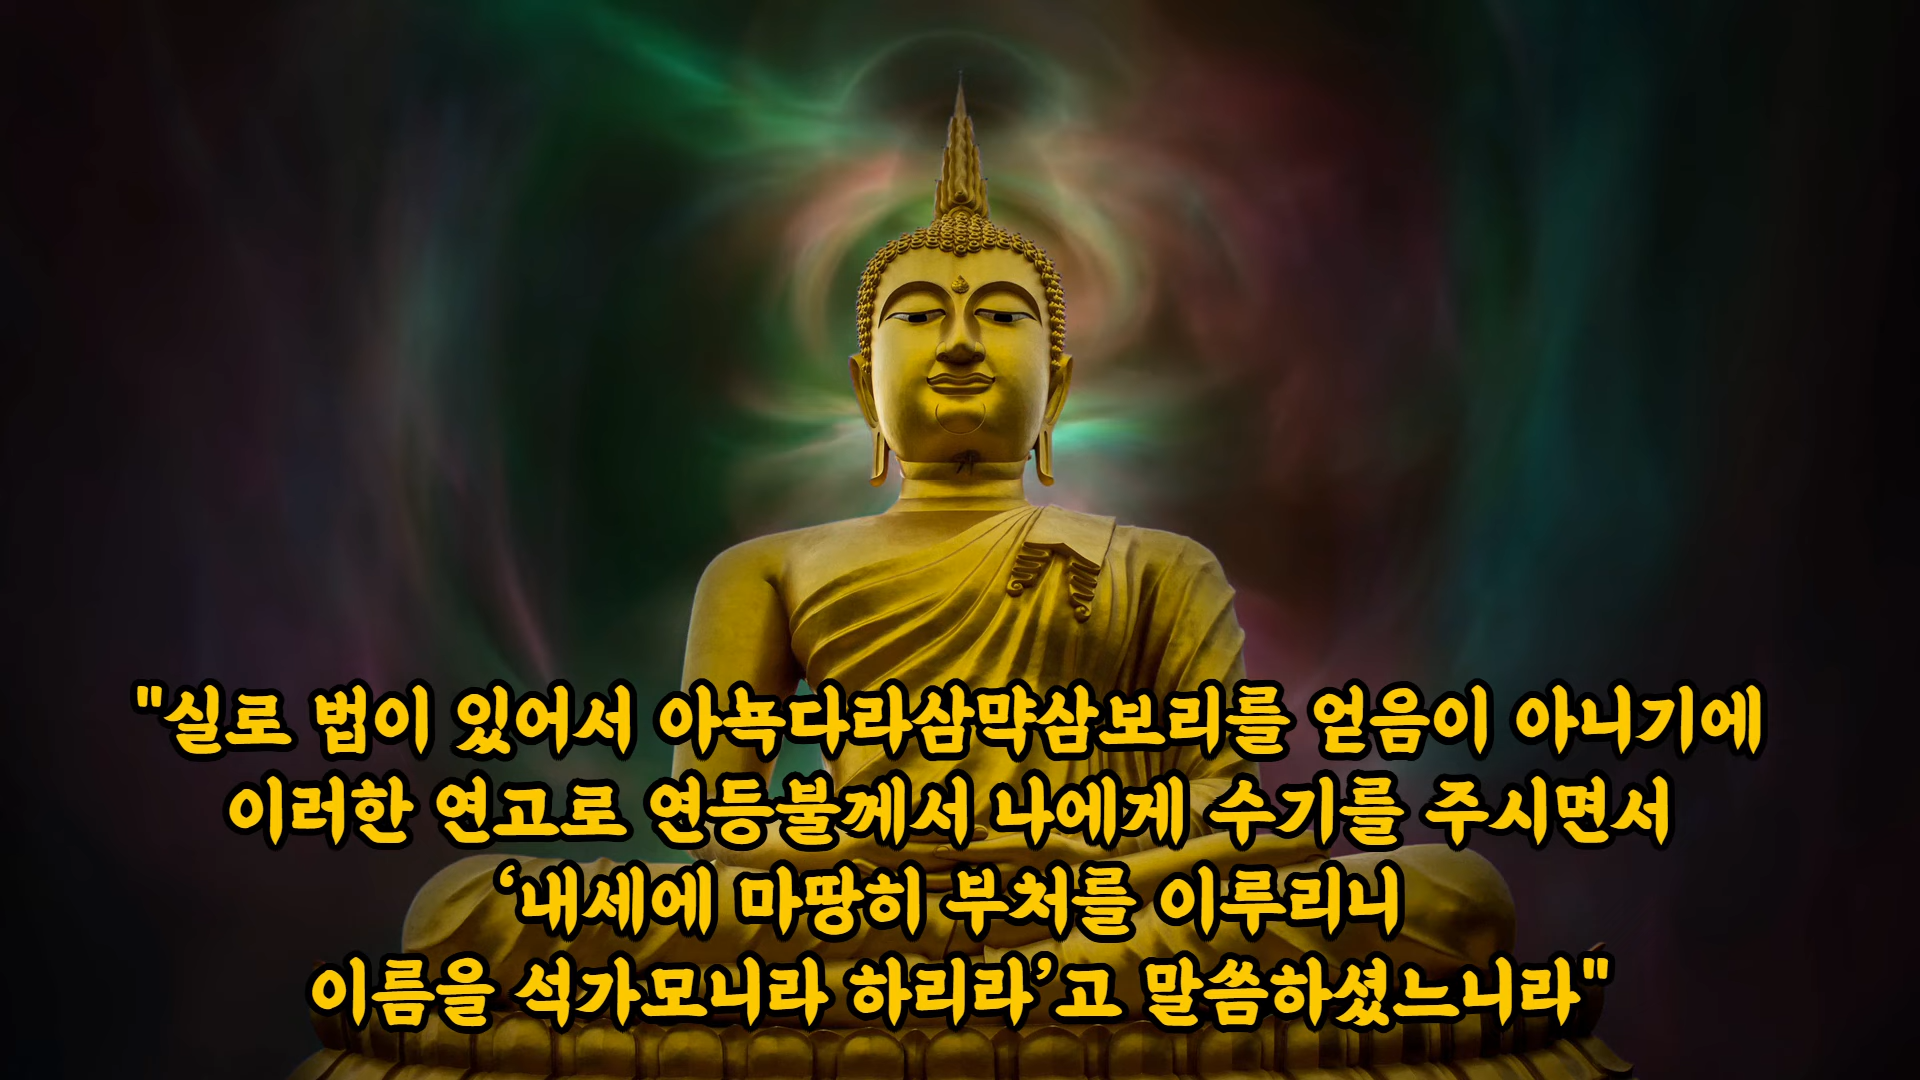 "실로 법이 있어서 아뇩다라삼먁삼보리를 얻음이 아니기에
이러한 연고로 연등불께서 나에게 수기를 주시면서
‘내세에 마땅히 부처를 이루리니
이름을 석가모니라 하리라’고 말씀하셨느니라"